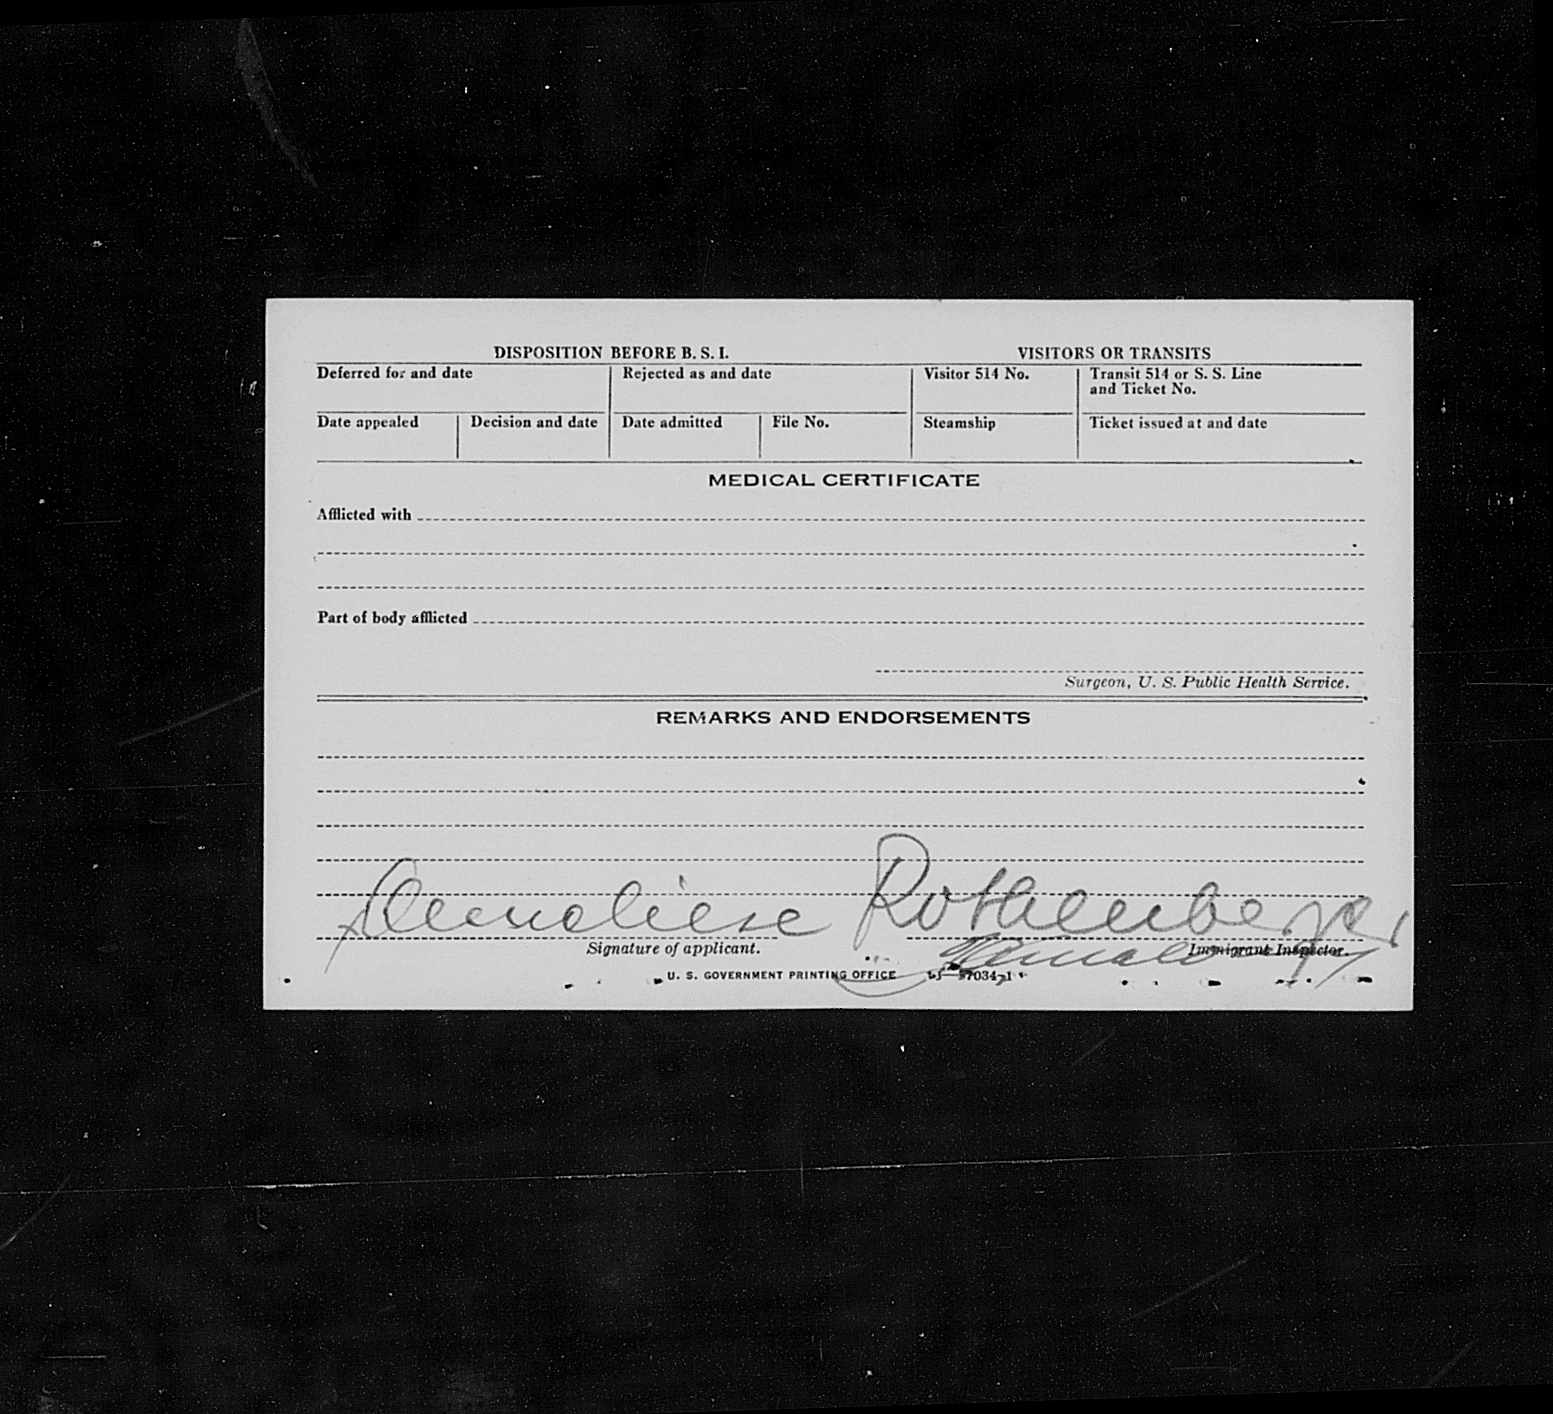 DISPOSITION BEFORE B. S. I. VISITORS OR TRANSITS
Deferred for and date Rejected as and date Visitor 514 No. Transit 514 or S. S. Line and Ticket No.
Date appealed Decision and date Date admitted File No. Steamship Ticket issued at and date
MEDICAL CERTIFICATE
Afflicted with
Part of body afflicted
Surgeon, U. S. Public Health Service.
REMARKS AND ENDORSEMENTS
Anneliese Rothenberger
Signature of applicant. Immigrant Inspector.
U. S. GOVERNMENT PRINTING OFFICE